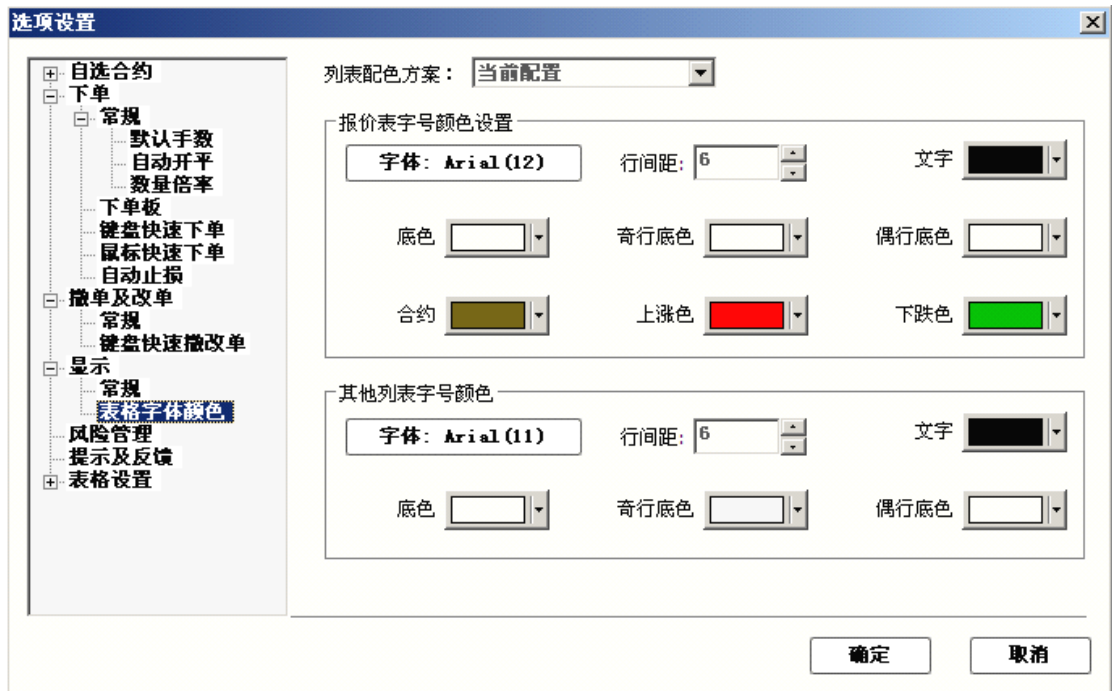 选项设置
自选合约
下单
常规
默认手数
自动开平
数量倍率
下单板
键盘快速下单
鼠标快速下单
自动止损
撤单及改单
常规
键盘快速撤改单
显示
常规
表格字体颜色
风险管理
提示及反馈
表格设置
列表配色方案： 当前配置
报价表字号颜色设置
字体: Arial(12) 行间距: 6 文字
底色 奇行底色 偶行底色
合约 上涨色 下跌色
其他列表字号颜色
字体: Arial(11) 行间距: 6 文字
底色 奇行底色 偶行底色
确定 取消